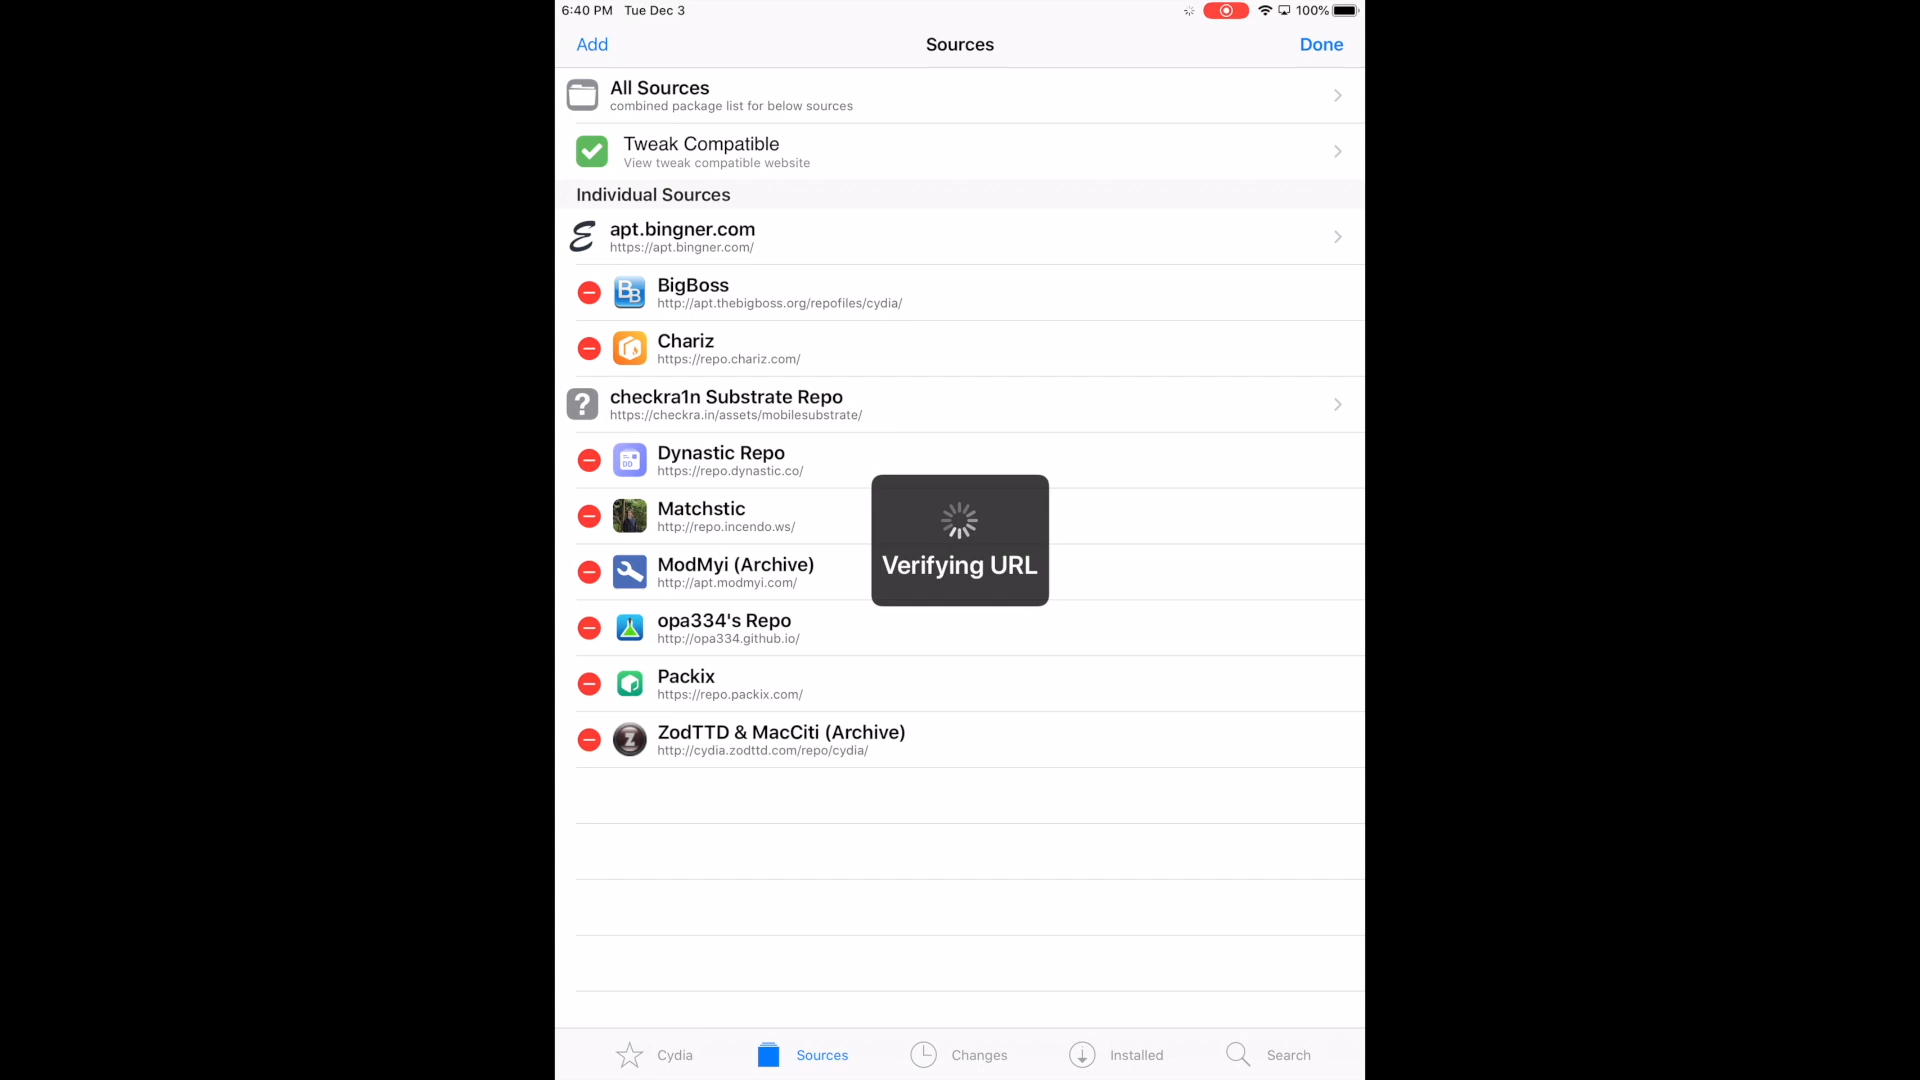 6:40 PM Tue Dec 3
100%
Add
Sources
Done
All Sources
combined package list for below sources
Tweak Compatible
View tweak compatible website
Individual Sources
apt.bingner.com
https://apt.bingner.com/
BigBoss
http://apt.thebigboss.org/repofiles/cydia/
Chariz
https://repo.chariz.com/
checkra1n Substrate Repo
https://checkra.in/assets/mobilesubstrate/
Dynastic Repo
https://repo.dynastic.co/
Matchstic
http://repo.incendo.ws/
Verifying URL
ModMyi (Archive)
http://apt.modmyi.com/
opa334's Repo
http://opa334.github.io/
Packix
https://repo.packix.com/
ZodTTD & MacCiti (Archive)
http://cydia.zodttd.com/repo/cydia/
Cydia
Sources
Changes
Installed
Search